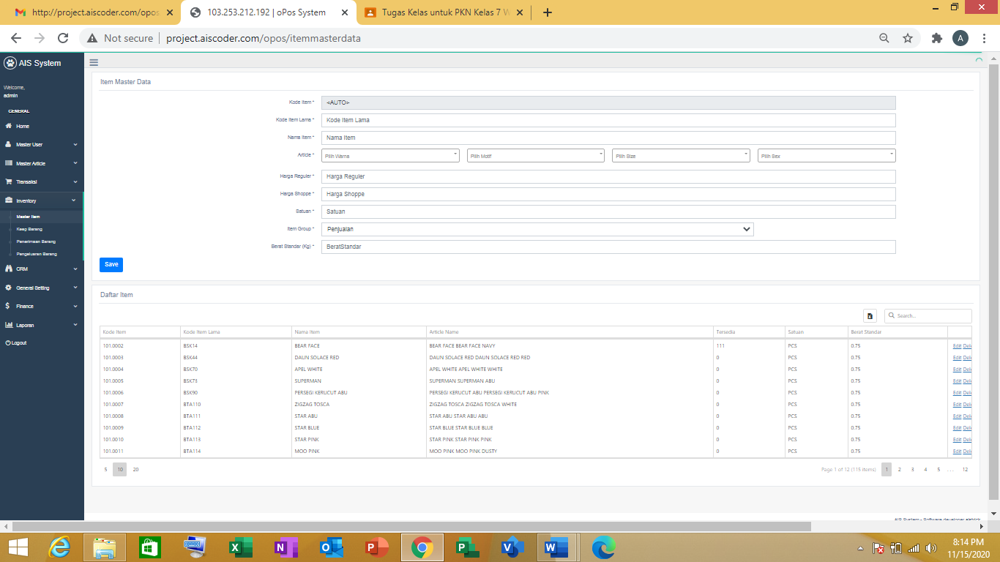 http://project.aiscoder.com/opos
103.253.212.192 | oPos System
Tugas Kelas untuk PKN Kelas 7 W
Not secure
project.aiscoder.com/opos/itemmasterdata
A
AIS System
Welcome,
admin
GENERAL
Home
Master User
Master Article
Transaksi
Inventory
Master Item
Keep Barang
Penerimaan Barang
Pengeluaran Barang
CRM
General Setting
Finance
Laporan
Logout
Item Master Data
Kode Item * <AUTO>
Kode Item Lama * Kode Item Lama
Nama Item * Nama Item
Article * Pilih Warna Pilih Motif Pilih Size Pilih Sex
Harga Reguler * Harga Reguler
Harga Shoppe * Harga Shoppe
Satuan * Satuan
Item Group * Penjualan
Berat Standar (Kg) * BeratStandar
Save
Daftar Item
Search...
Kode Item Kode Item Lama Nama Item Article Name Tersedia Satuan Berat Standar
101.0002 BSK14 BEAR FACE BEAR FACE BEAR FACE NAVY 111 PCS 0.75 Edit Dele
101.0003 BSK44 DAUN SOLACE RED DAUN SOLACE RED DAUN SOLACE RED RED 0 PCS 0.75 Edit Dele
101.0004 BSK70 APEL WHITE APEL WHITE APEL WHITE WHITE 0 PCS 0.75 Edit Dele
101.0005 BSK73 SUPERMAN SUPERMAN SUPERMAN ABU 0 PCS 0.75 Edit Dele
101.0006 BSK90 PERSEGI KERUCUT ABU PERSEGI KERUCUT ABU PERSEGI KERUCUT ABU PINK 0 PCS 0.75 Edit Dele
101.0007 BTA110 ZIGZAG TOSCA ZIGZAG TOSCA ZIGZAG TOSCA WHITE 0 PCS 0.75 Edit Dele
101.0008 BTA111 STAR ABU STAR ABU STAR ABU ABU 0 PCS 0.75 Edit Dele
101.0009 BTA112 STAR BLUE STAR BLUE STAR BLUE BLUE 0 PCS 0.75 Edit Dele
101.0010 BTA113 STAR PINK STAR PINK STAR PINK PINK 0 PCS 0.75 Edit Dele
101.0011 BTA114 MOO PINK MOO PINK MOO PINK DUSTY 0 PCS 0.75 Edit Dele
5 10 20 Page 1 of 12 (115 items) 1 2 3 4 5 ... 12
AIS System - Software developer
8:14 PM
11/15/2020